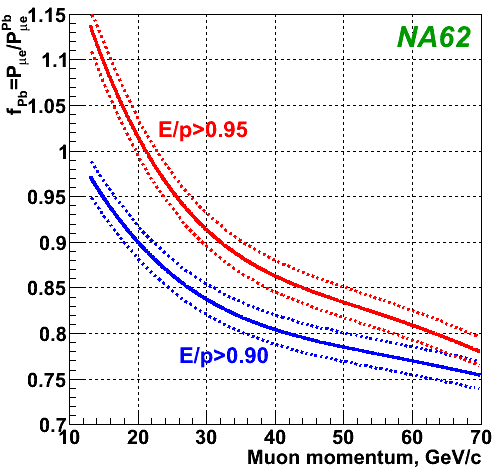 1.15
NA62
1.1
1.05
E/p>0.95
1
0.95
0.9
0.85
0.8
E/p>0.90
0.75
0.7
10 20 30 40 50 60 70
Muon momentum, GeV/c
f_Pb=P_μe/P_μe^Pb